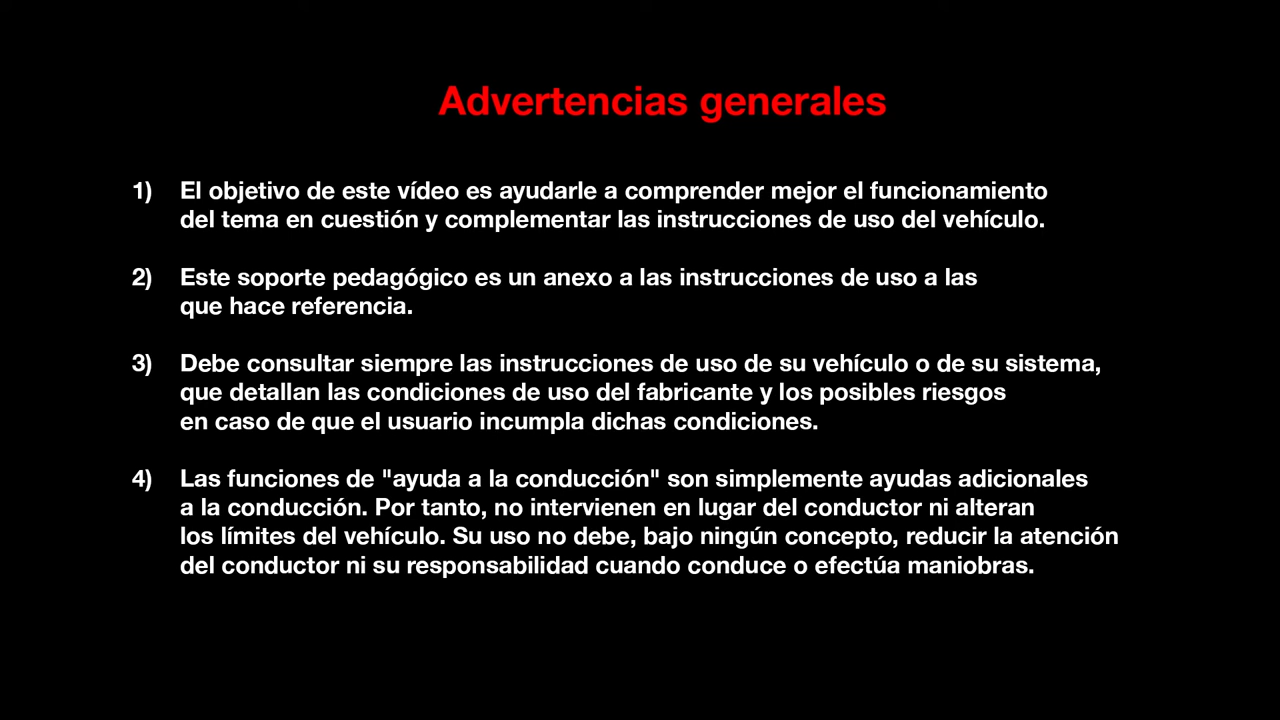 Advertencias generales
1) El objetivo de este vídeo es ayudarle a comprender mejor el funcionamiento
del tema en cuestión y complementar las instrucciones de uso del vehículo.
2) Este soporte pedagógico es un anexo a las instrucciones de uso a las
que hace referencia.
3) Debe consultar siempre las instrucciones de uso de su vehículo o de su sistema,
que detallan las condiciones de uso del fabricante y los posibles riesgos
en caso de que el usuario incumpla dichas condiciones.
4) Las funciones de "ayuda a la conducción" son simplemente ayudas adicionales
a la conducción. Por tanto, no intervienen en lugar del conductor ni alteran
los límites del vehículo. Su uso no debe, bajo ningún concepto, reducir la atención
del conductor ni su responsabilidad cuando conduce o efectúa maniobras.